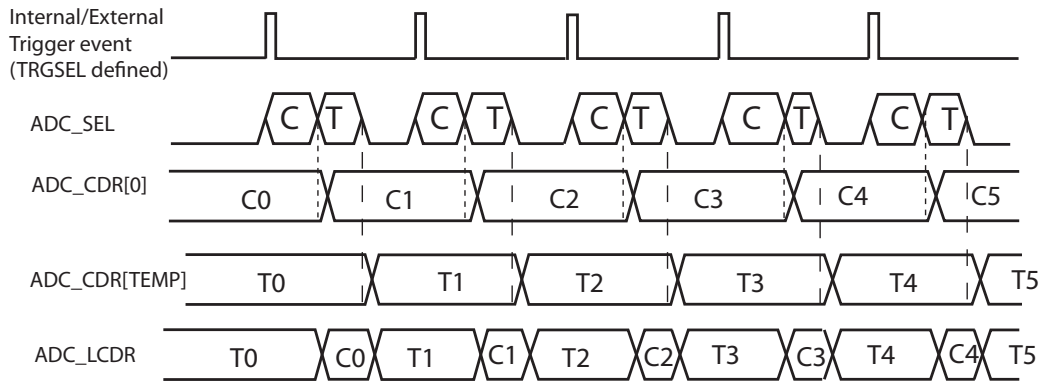 Internal/External
Trigger event
(TRGSEL defined)
ADC_SEL C T C T C T C T C T
ADC_CDR[0] C0 C1 C2 C3 C4 C5
ADC_CDR[TEMP] T0 T1 T2 T3 T4 T5
ADC_LCDR T0 C0 T1 C1 T2 C2 T3 C3 T4 C4 T5